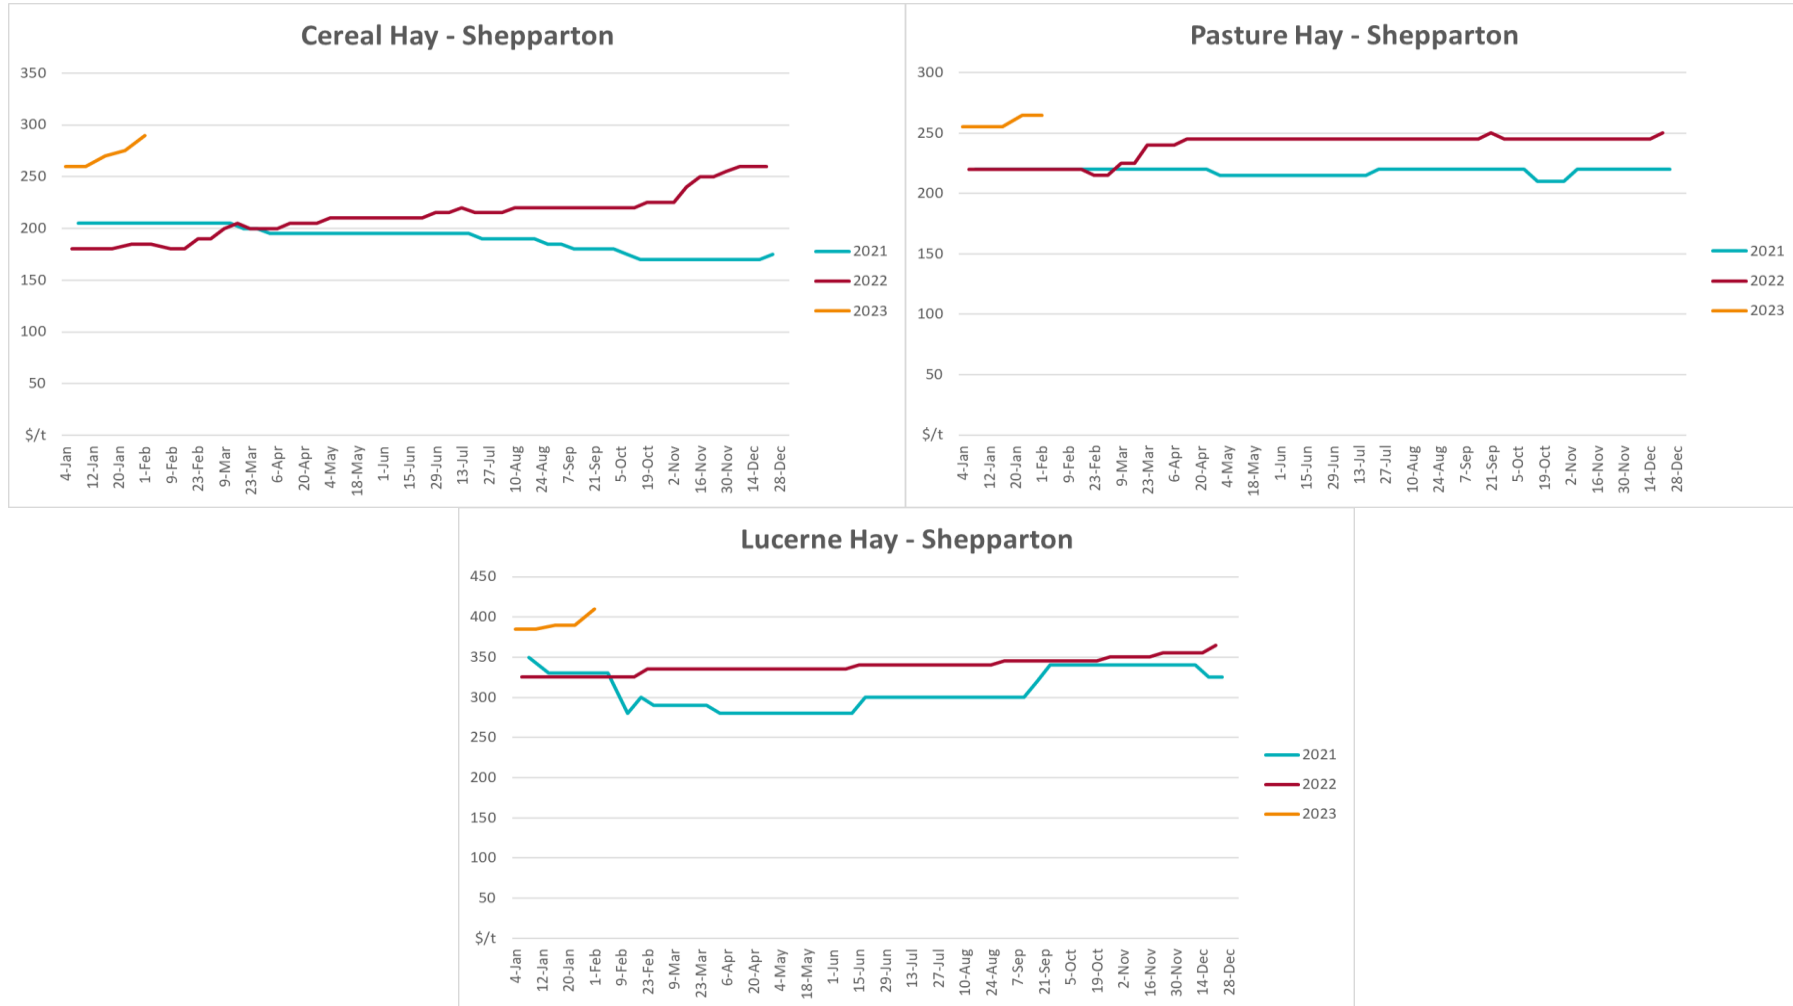 Cereal Hay - Shepparton
350
300
250
200
150
100
50
$/t
4-Jan
12-Jan
20-Jan
1-Feb
9-Feb
23-Feb
9-Mar
23-Mar
6-Apr
20-Apr
4-May
18-May
1-Jun
15-Jun
29-Jun
13-Jul
27-Jul
10-Aug
24-Aug
7-Sep
21-Sep
5-Oct
19-Oct
2-Nov
16-Nov
30-Nov
14-Dec
28-Dec
2021
2022
2023
Pasture Hay - Shepparton
300
250
200
150
100
50
$/t
4-Jan
12-Jan
20-Jan
1-Feb
9-Feb
23-Feb
9-Mar
23-Mar
6-Apr
20-Apr
4-May
18-May
1-Jun
15-Jun
29-Jun
13-Jul
27-Jul
10-Aug
24-Aug
7-Sep
21-Sep
5-Oct
19-Oct
2-Nov
16-Nov
30-Nov
14-Dec
28-Dec
2021
2022
2023
Lucerne Hay - Shepparton
450
400
350
300
250
200
150
100
50
$/t
4-Jan
12-Jan
20-Jan
1-Feb
9-Feb
23-Feb
9-Mar
23-Mar
6-Apr
20-Apr
4-May
18-May
1-Jun
15-Jun
29-Jun
13-Jul
27-Jul
10-Aug
24-Aug
7-Sep
21-Sep
5-Oct
19-Oct
2-Nov
16-Nov
30-Nov
14-Dec
28-Dec
2021
2022
2023